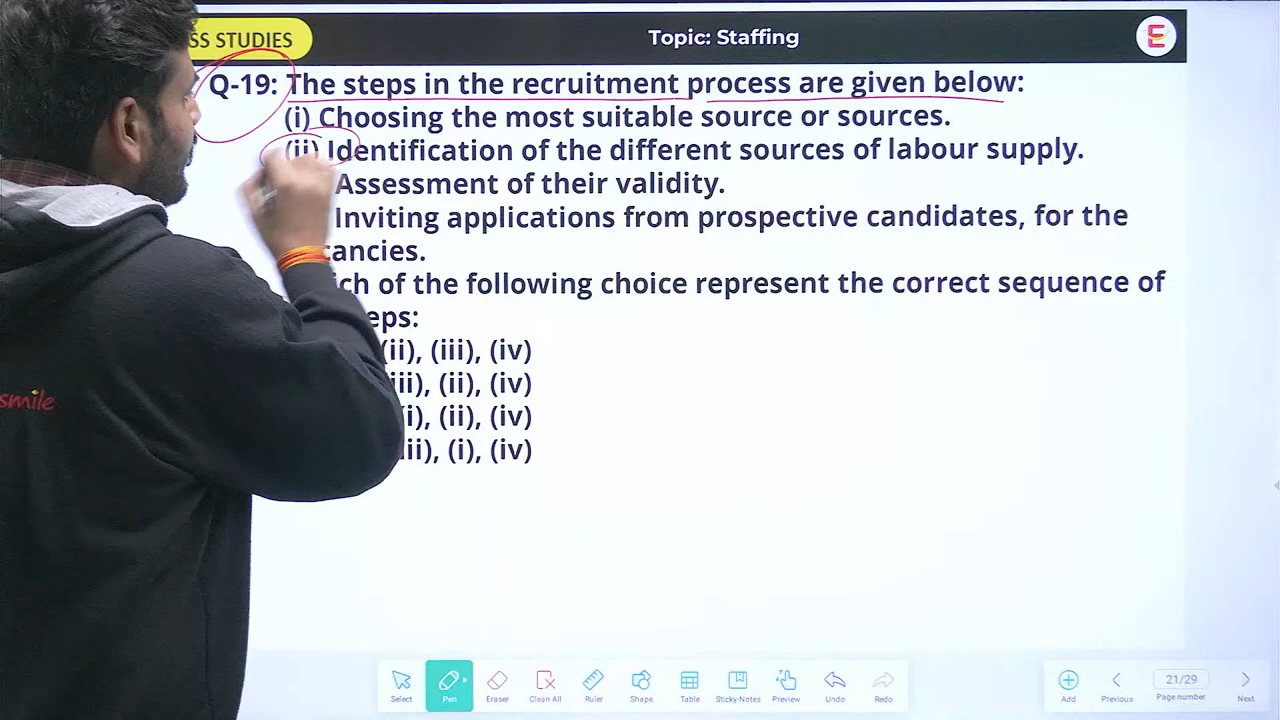 SS STUDIES
Topic: Staffing
E
Q-19: The steps in the recruitment process are given below:
(i) Choosing the most suitable source or sources.
(ii) Identification of the different sources of labour supply.
Assessment of their validity.
Inviting applications from prospective candidates, for the
cancies.
ich of the following choice represent the correct sequence of
eps:
(ii), (iii), (iv)
iii), (ii), (iv)
(i), (ii), (iv)
iii), (i), (iv)
smile
Select
Pen
Eraser
Clean All
Ruler
Shape
Table
Sticky-Notes
Preview
Undo
Redo
Add
Previous
21/29
Page number
Next